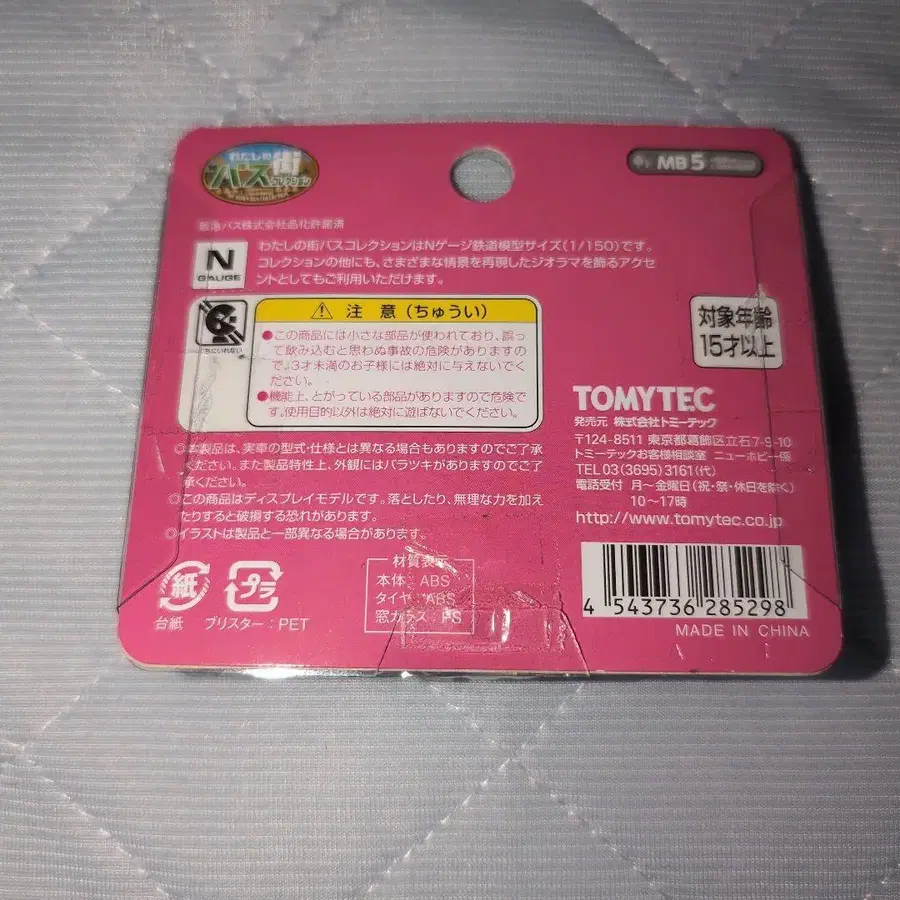 わたしの
街
バス
コレクション
MB 5
阪急バス株式会社商品化許諾済
N
GAUGE
わたしの街バスコレクションはNゲージ鉄道模型サイズ(1/150)です。
コレクションの他にも、さまざまな情景を再現したジオラマを飾るアクセ
ントとしてもご利用いただけます。
注 意(ちゅうい)
●この商品には小さな部品が使われており、誤っ
て飲み込むと思わぬ事故の危険がありますの
で、3才未満のお子様には絶対に与えないでく
ださい。
●機能上、とがっている部品がありますので危険で
す。使用目的以外は絶対に遊ばないでください。
対象年齢
15才以上
◎本製品は、実車の型式・仕様とは異なる場合もありますのでご了承
ください。また製品特性上、外観にはバラツキがありますのでご了
承ください。
◎この商品はディスプレイモデルです。落としたり、無理な力を加え
たりすると破損する恐れがあります。
◎イラストは製品と一部異なる場合があります。
TOMYTEC
発売元 株式会社トミーテック
〒124-8511 東京都葛飾区立石7-9-10
トミーテックお客様相談室 ニューホビー係
TEL 03(3695)3161(代)
電話受付 月~金曜日(祝・祭・休日を除く)
10~17時
http://www.tomytec.co.jp
紙
台紙
プラ
ブリスター:PET
材質表示
本体:ABS
タイヤ:ABS
窓ガラス:PS
4 543736 285298
MADE IN CHINA